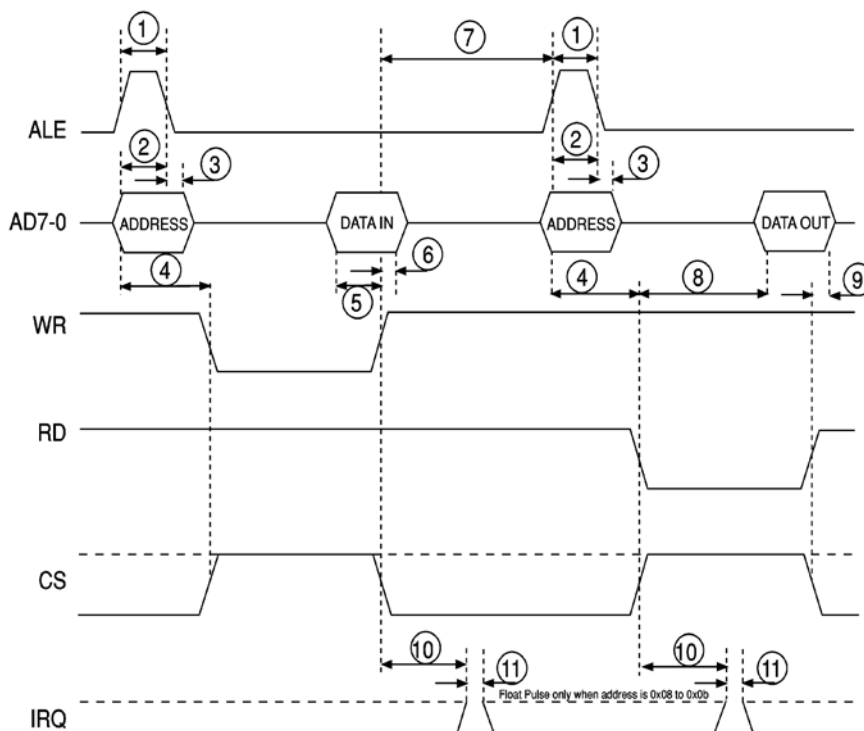 1 7 1
ALE
2 3 2 3
AD7-0 ADDRESS DATA IN ADDRESS DATA OUT
4 5 6 4 8 9
WR
RD
CS
10 11 10 11
Float Pulse only when address is 0x08 to 0x0b
IRQ